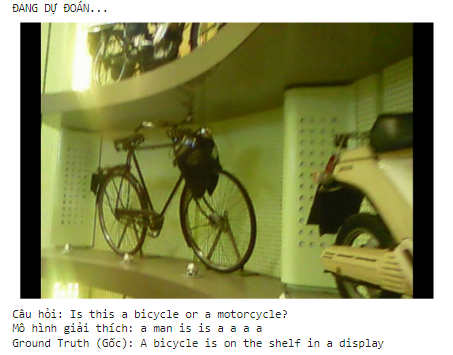 ĐANG DỰ ĐOÁN...
Câu hỏi: Is this a bicycle or a motorcycle?
Mô hình giải thích: a man is is a a a a
Ground Truth (Gốc): A bicycle is on the shelf in a display